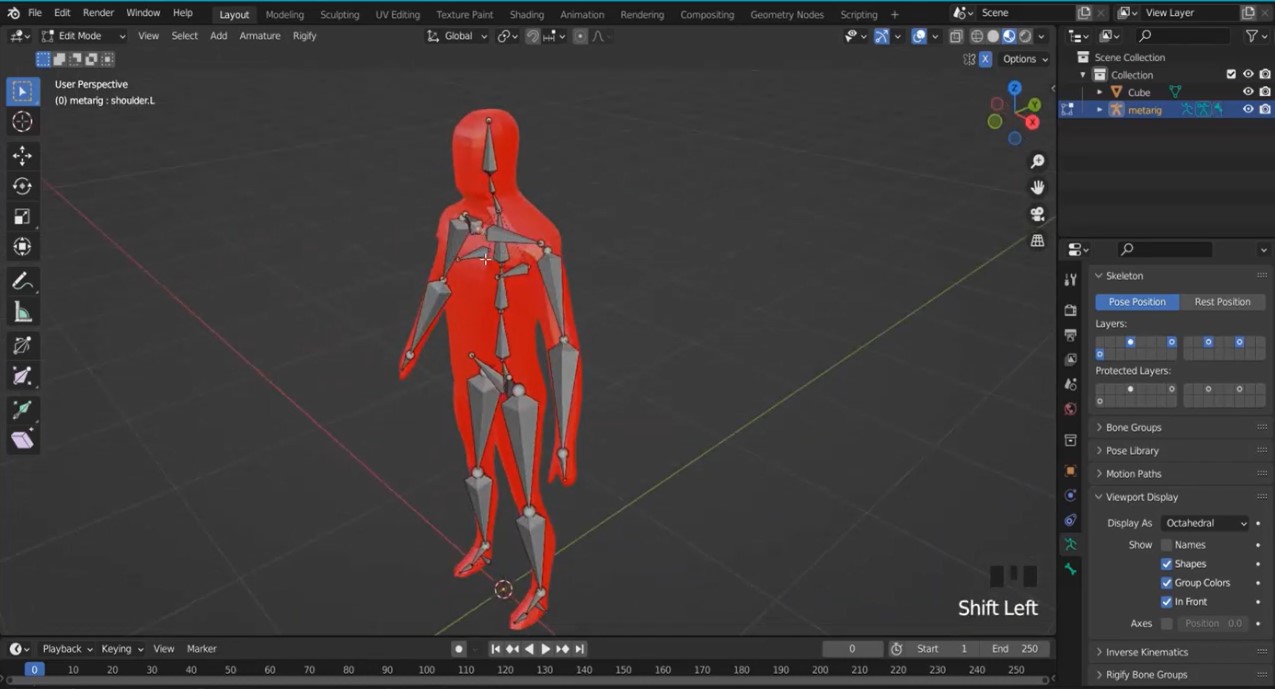 File Edit Render Window Help Layout Modeling Sculpting UV Editing Texture Paint Shading Animation Rendering Compositing Geometry Nodes Scripting + Scene View Layer
Edit Mode View Select Add Armature Rigify Global
X Options
User Perspective
(0) metarig : shoulder.L
Z
Y
X
Scene Collection
Collection
Cube
metarig
Skeleton
Pose Position Rest Position
Layers:
Protected Layers:
Bone Groups
Pose Library
Motion Paths
Viewport Display
Display As Octahedral
Show Names
Shapes
Group Colors
In Front
Axes Position 0.0
Inverse Kinematics
Rigify Bone Groups
Shift Left
Playback Keying View Marker 0 Start 1 End 250
0 10 20 30 40 50 60 70 80 90 100 110 120 130 140 150 160 170 180 190 200 210 220 230 240 250